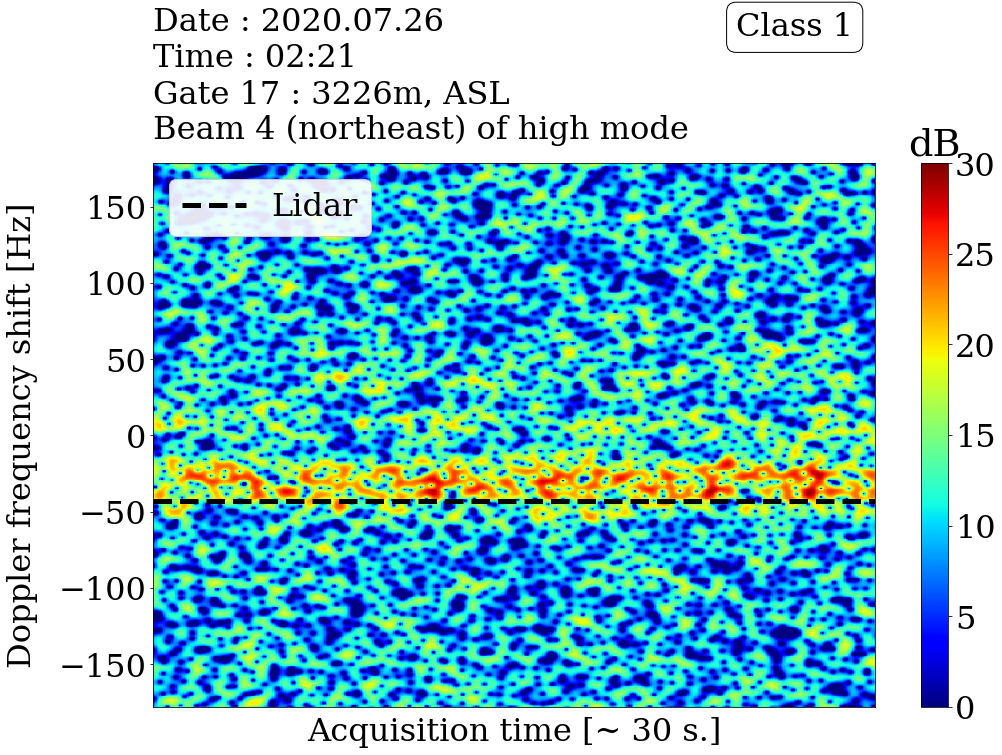 Date : 2020.07.26
Time : 02:21
Gate 17 : 3226m, ASL
Beam 4 (northeast) of high mode
Class 1
dB
Lidar
Doppler frequency shift [Hz]
150
100
50
0
−50
−100
−150
Acquisition time [~ 30 s.]
30
25
20
15
10
5
0